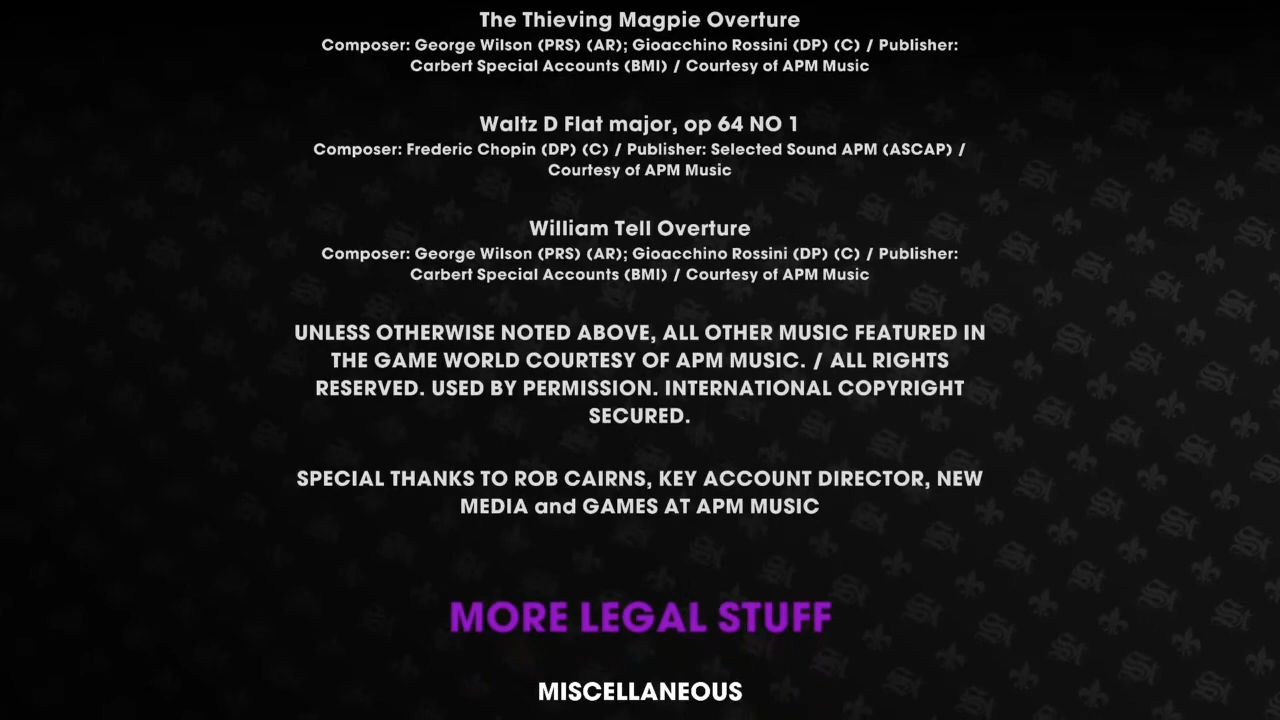 The Thieving Magpie Overture
Composer: George Wilson (PRS) (AR); Gioacchino Rossini (DP) (C) / Publisher:
Carbert Special Accounts (BMI) / Courtesy of APM Music
Waltz D Flat major, op 64 NO 1
Composer: Frederic Chopin (DP) (C) / Publisher: Selected Sound APM (ASCAP) /
Courtesy of APM Music
William Tell Overture
Composer: George Wilson (PRS) (AR); Gioacchino Rossini (DP) (C) / Publisher:
Carbert Special Accounts (BMI) / Courtesy of APM Music
UNLESS OTHERWISE NOTED ABOVE, ALL OTHER MUSIC FEATURED IN
THE GAME WORLD COURTESY OF APM MUSIC. / ALL RIGHTS
RESERVED. USED BY PERMISSION. INTERNATIONAL COPYRIGHT
SECURED.
SPECIAL THANKS TO ROB CAIRNS, KEY ACCOUNT DIRECTOR, NEW
MEDIA and GAMES AT APM MUSIC
MORE LEGAL STUFF
MISCELLANEOUS